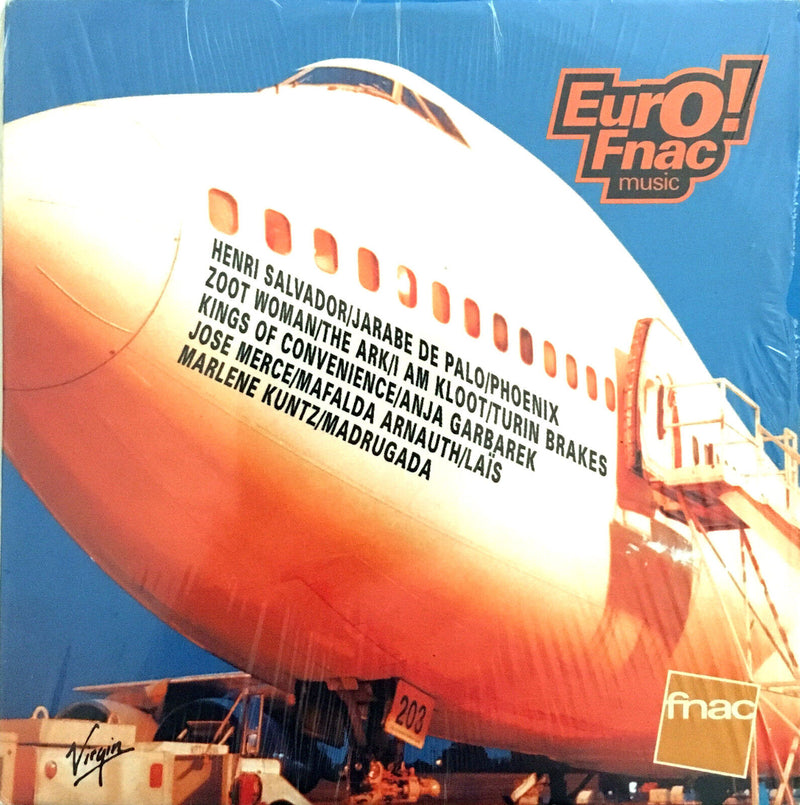 EurO!
Fnac
music
HENRI SALVADOR/JARABE DE PALO/PHOENIX
ZOOT WOMAN/THE ARK/I AM KLOOT/TURIN BRAKES
KINGS OF CONVENIENCE/ANJA GARBAREK
JOSE MERCE/MAFALDA ARNAUTH/LAÏS
MARLENE KUNTZ/MADRUGADA
203
fnac
Virgin